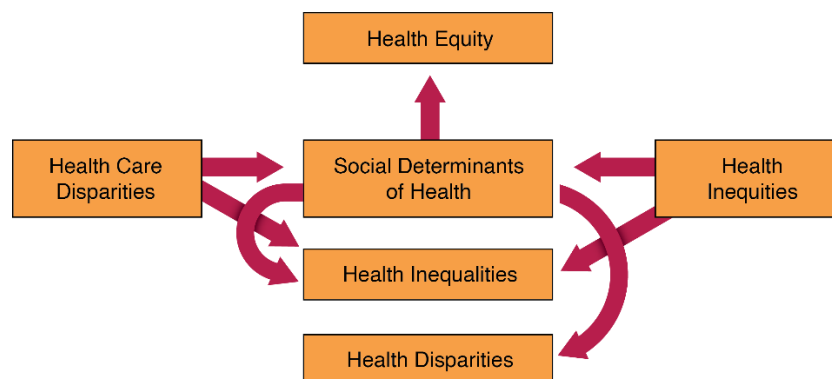 Health Equity
Health Care
Disparities
Social Determinants
of Health
Health
Inequities
Health Inequalities
Health Disparities